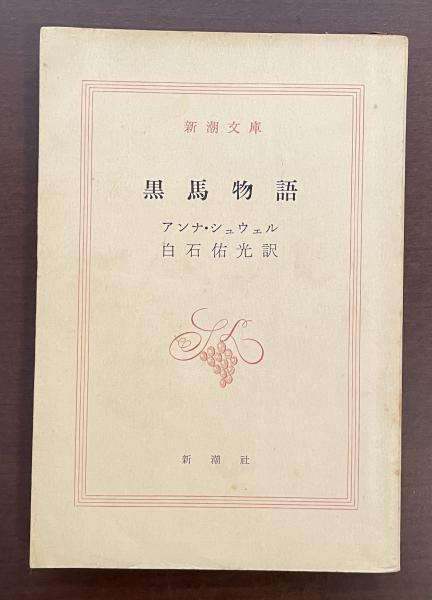 新潮文庫
黒馬物語
アンナ・シュウェル
白石佑光訳
新潮社